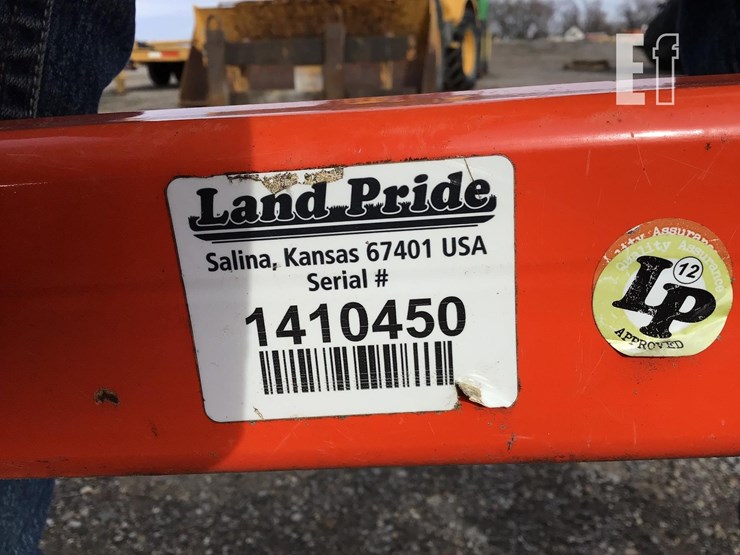 Ef
Land Pride
Salina, Kansas 67401 USA
Serial #
1410450
Quality Assurance
12
LP
APPROVED